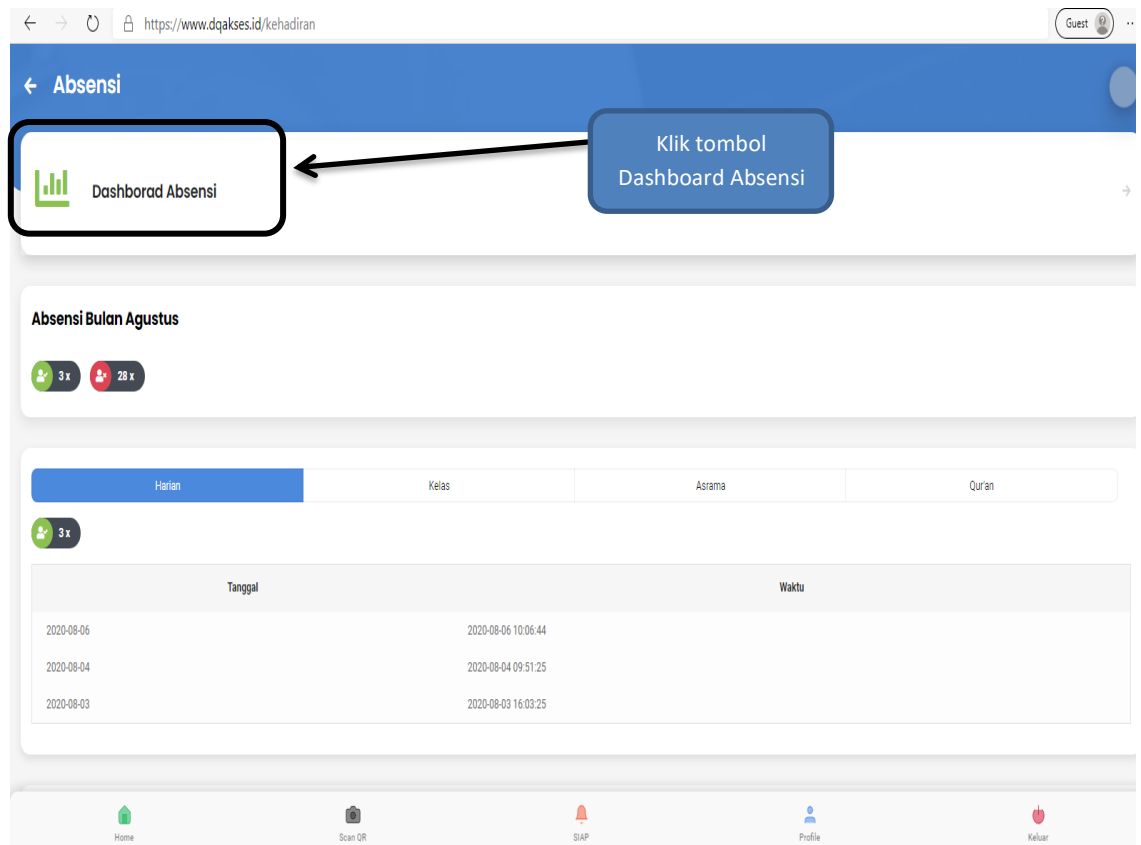 https://www.dqakses.id/kehadiran
Guest
Absensi
Klik tombol
Dashboard Absensi
Dashborad Absensi
Absensi Bulan Agustus
3 x
28 x
Harian
Kelas
Asrama
Qur'an
3 x
Tanggal
Waktu
2020-08-06
2020-08-06 10:06:44
2020-08-04
2020-08-04 09:51:25
2020-08-03
2020-08-03 16:03:25
Home
Scan QR
SIAP
Profile
Keluar